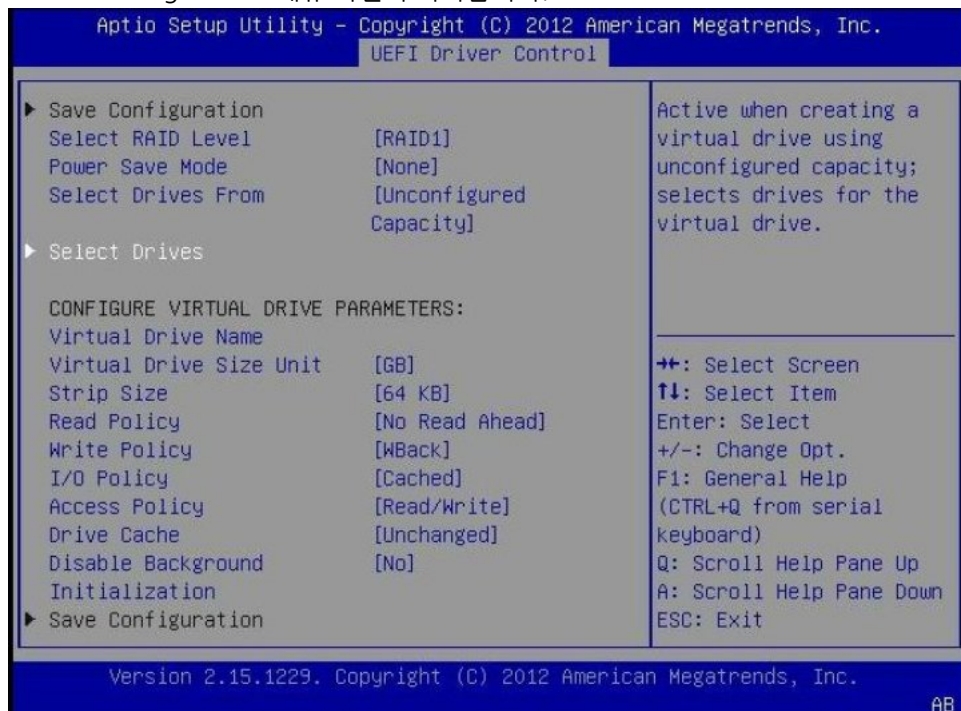 Aptio Setup Utility – Copyright (C) 2012 American Megatrends, Inc.
UEFI Driver Control
Save Configuration
Select RAID Level [RAID1]
Power Save Mode [None]
Select Drives From [Unconfigured
Capacity]
Select Drives
CONFIGURE VIRTUAL DRIVE PARAMETERS:
Virtual Drive Name
Virtual Drive Size Unit [GB]
Strip Size [64 KB]
Read Policy [No Read Ahead]
Write Policy [WBack]
I/O Policy [Cached]
Access Policy [Read/Write]
Drive Cache [Unchanged]
Disable Background [No]
Initialization
Save Configuration
Active when creating a
virtual drive using
unconfigured capacity;
selects drives for the
virtual drive.
→←: Select Screen
↑↓: Select Item
Enter: Select
+/-: Change Opt.
F1: General Help
(CTRL+Q from serial
keyboard)
Q: Scroll Help Pane Up
A: Scroll Help Pane Down
ESC: Exit
Version 2.15.1229. Copyright (C) 2012 American Megatrends, Inc.
AB